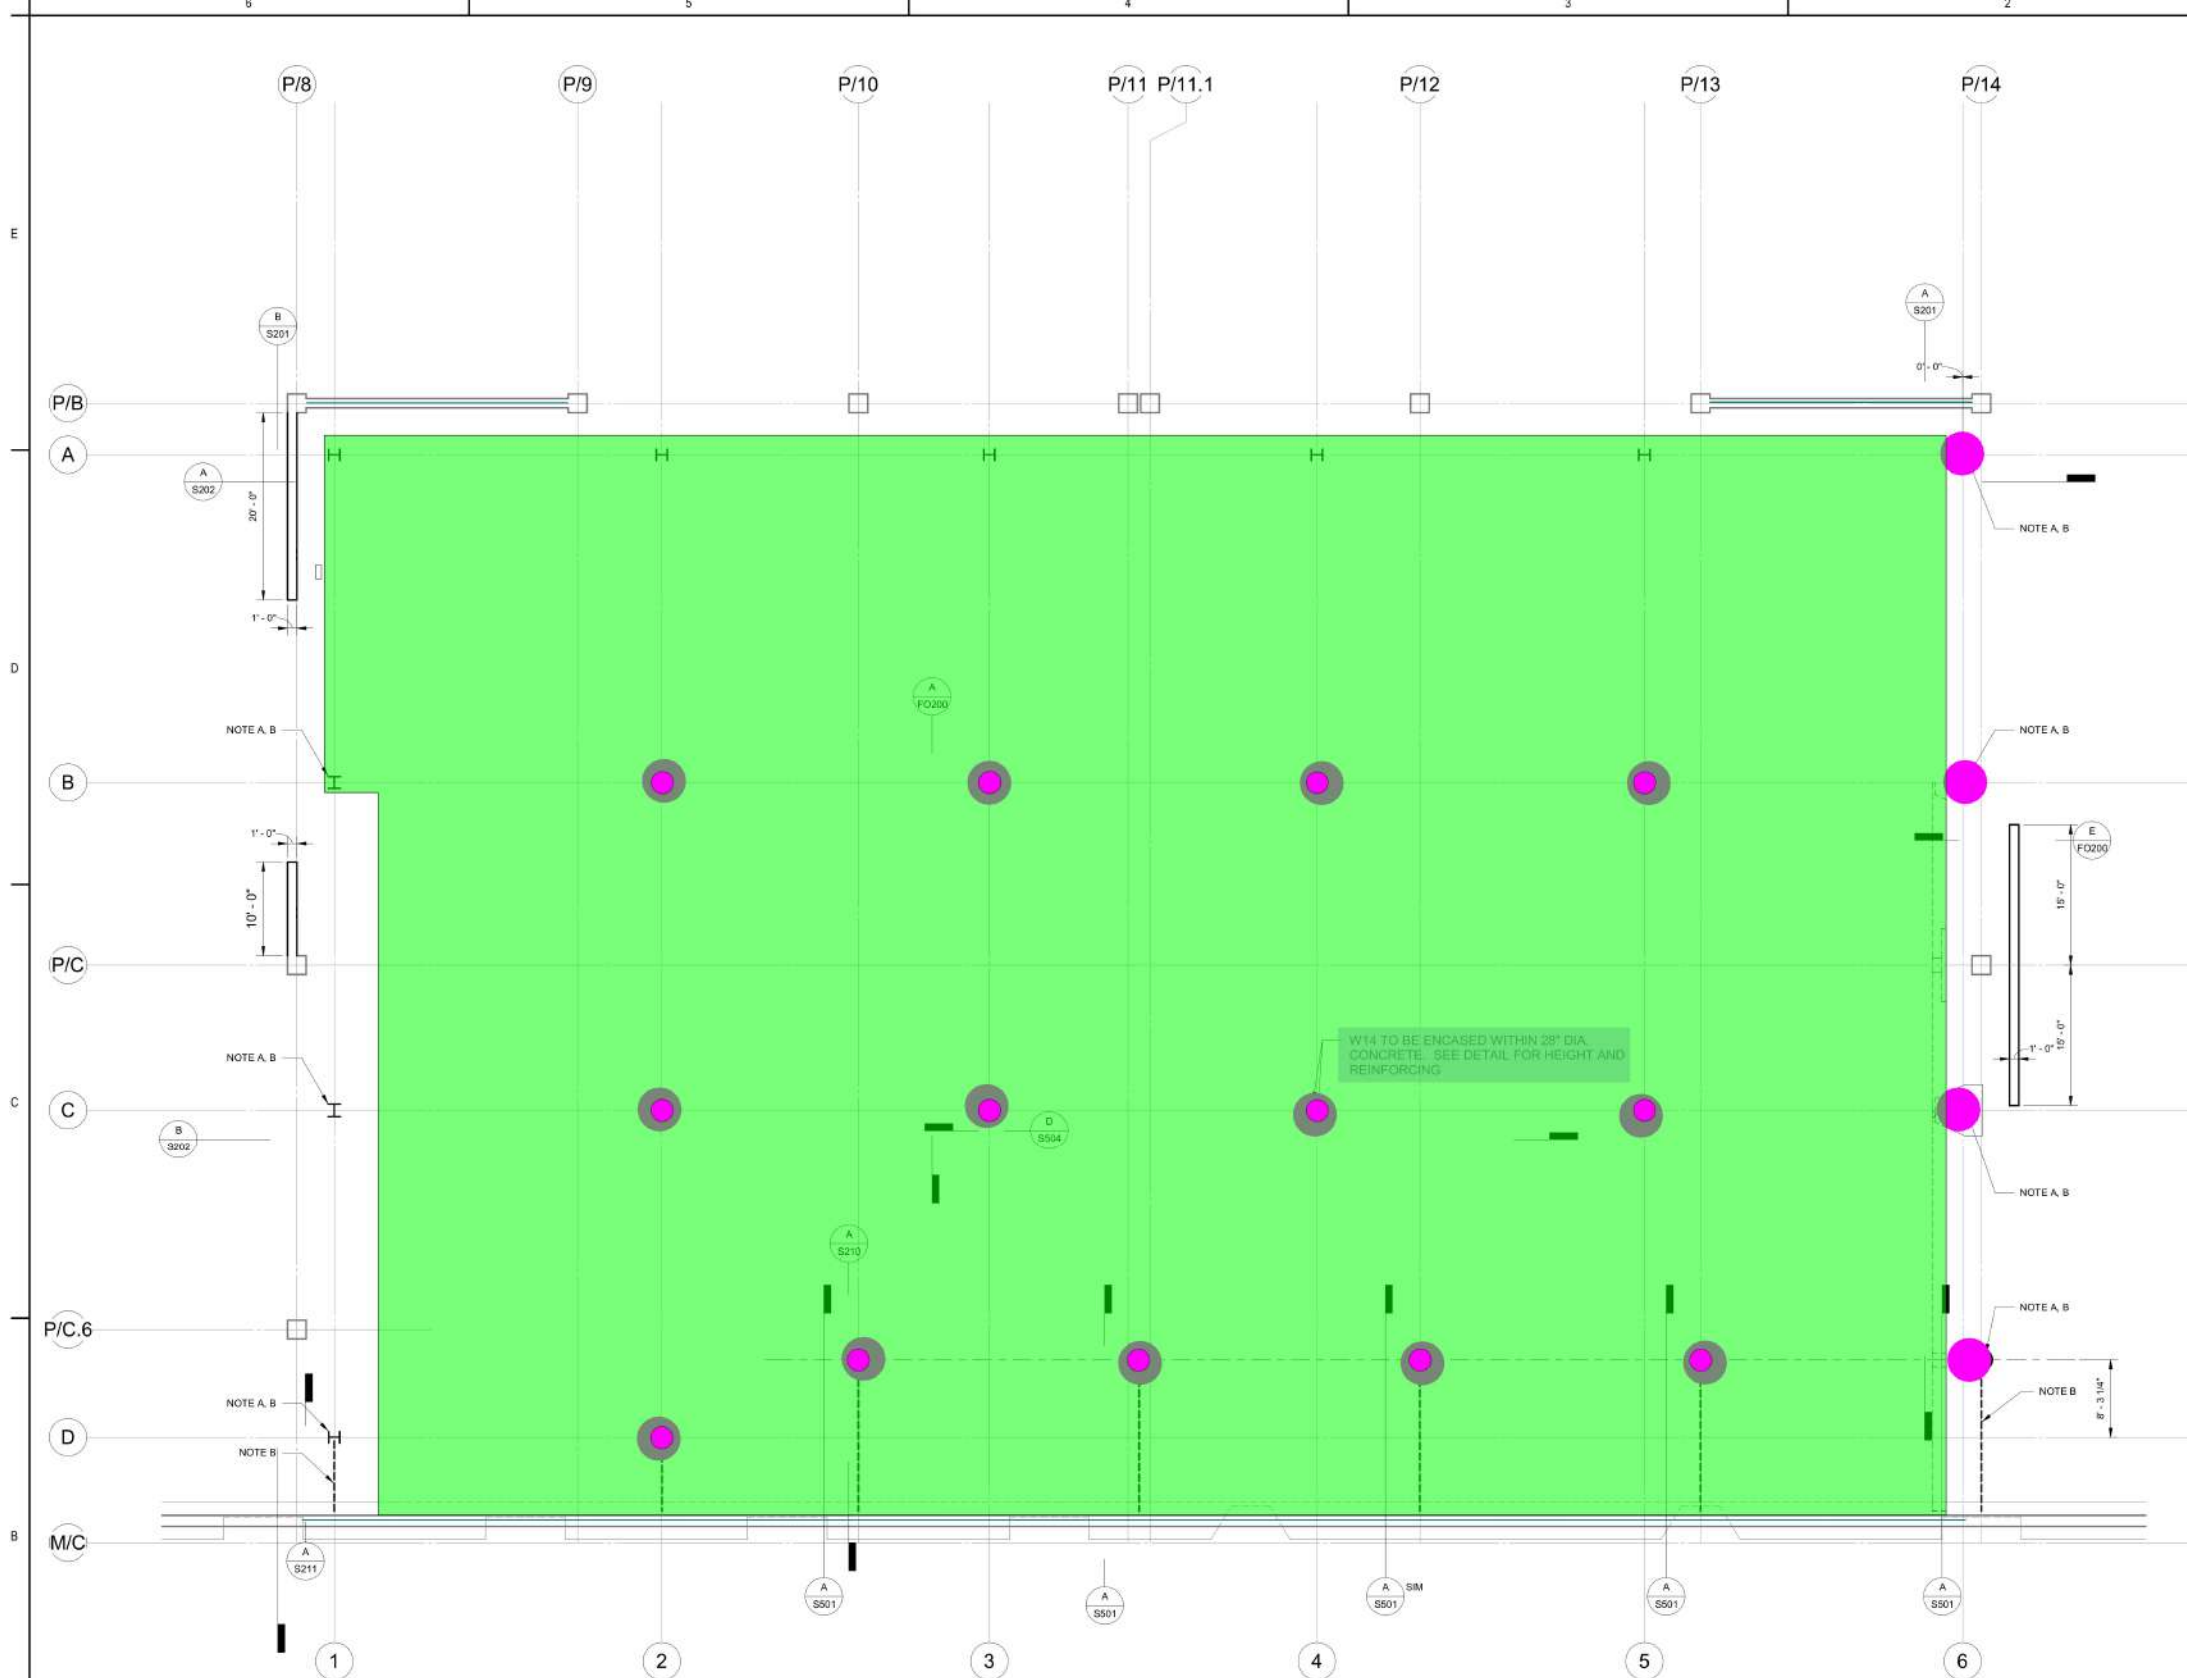 6 5 4 3 2
P/8 P/9 P/10 P/11 P/11.1 P/12 P/13 P/14
E
A
S201
B
S201
0' - 0"
P/B
A
A
S202
20' - 0"
NOTE A, B
1' - 0"
D
A
FO200
NOTE A, B
NOTE A, B
B
1' - 0"
E
FO200
10' - 0"
15' - 0"
P/C
W14 TO BE ENCASED WITHIN 28" DIA.
CONCRETE. SEE DETAIL FOR HEIGHT AND
REINFORCING
NOTE A, B
1' - 0"
15' - 0"
C
C
B
S202
D
S504
NOTE A, B
A
S210
P/C.6
NOTE A, B
NOTE A, B
NOTE B
8' - 3 1/4"
D
NOTE B
B
M/C
A
S211
A
S501
A
S501
A
S501
SIM
A
S501
A
S501
1 2 3 4 5 6